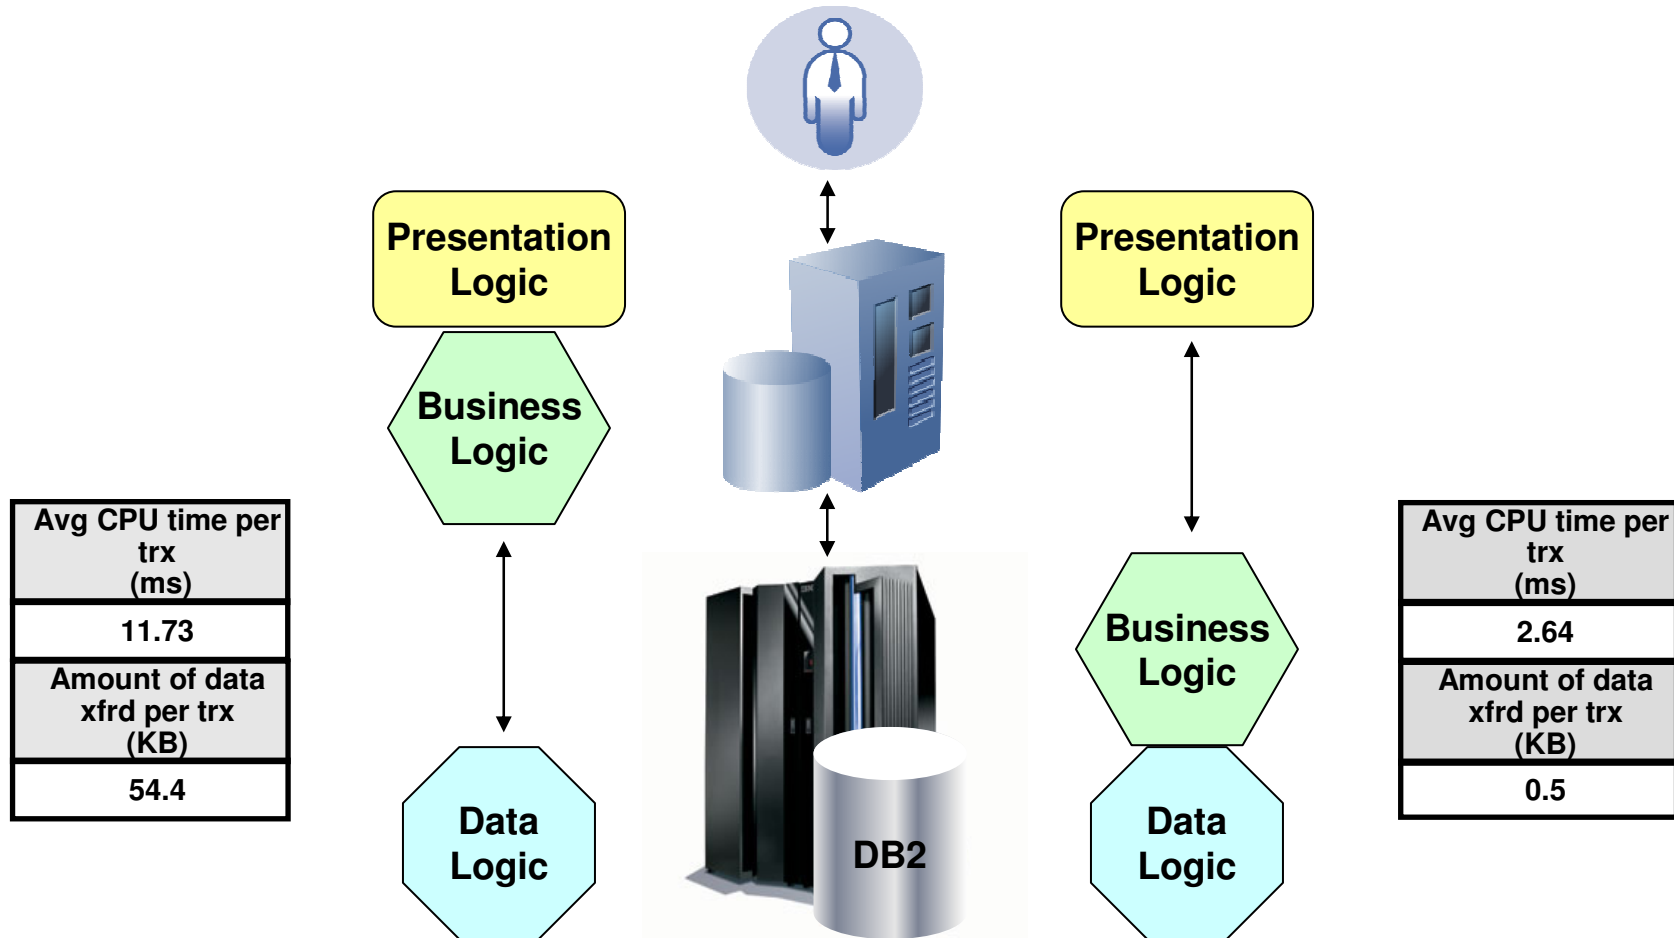 Presentation
Logic
Business
Logic
Avg CPU time per
trx
(ms)
11.73
Amount of data
xfrd per trx
(KB)
54.4
Data
Logic
DB2
Presentation
Logic
Business
Logic
Data
Logic
Avg CPU time per
trx
(ms)
2.64
Amount of data
xfrd per trx
(KB)
0.5